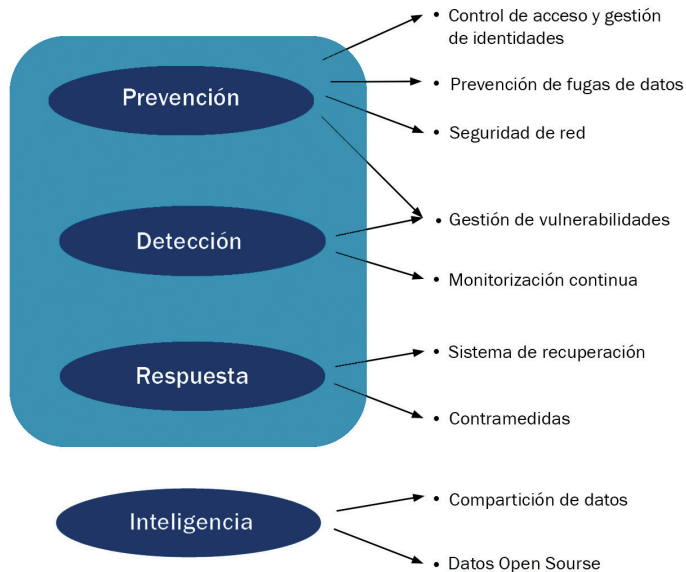 Prevención
• Control de acceso y gestión
de identidades
• Prevención de fugas de datos
• Seguridad de red
Detección
• Gestión de vulnerabilidades
• Monitorización continua
Respuesta
• Sistema de recuperación
• Contramedidas
Inteligencia
• Compartición de datos
• Datos Open Sourse